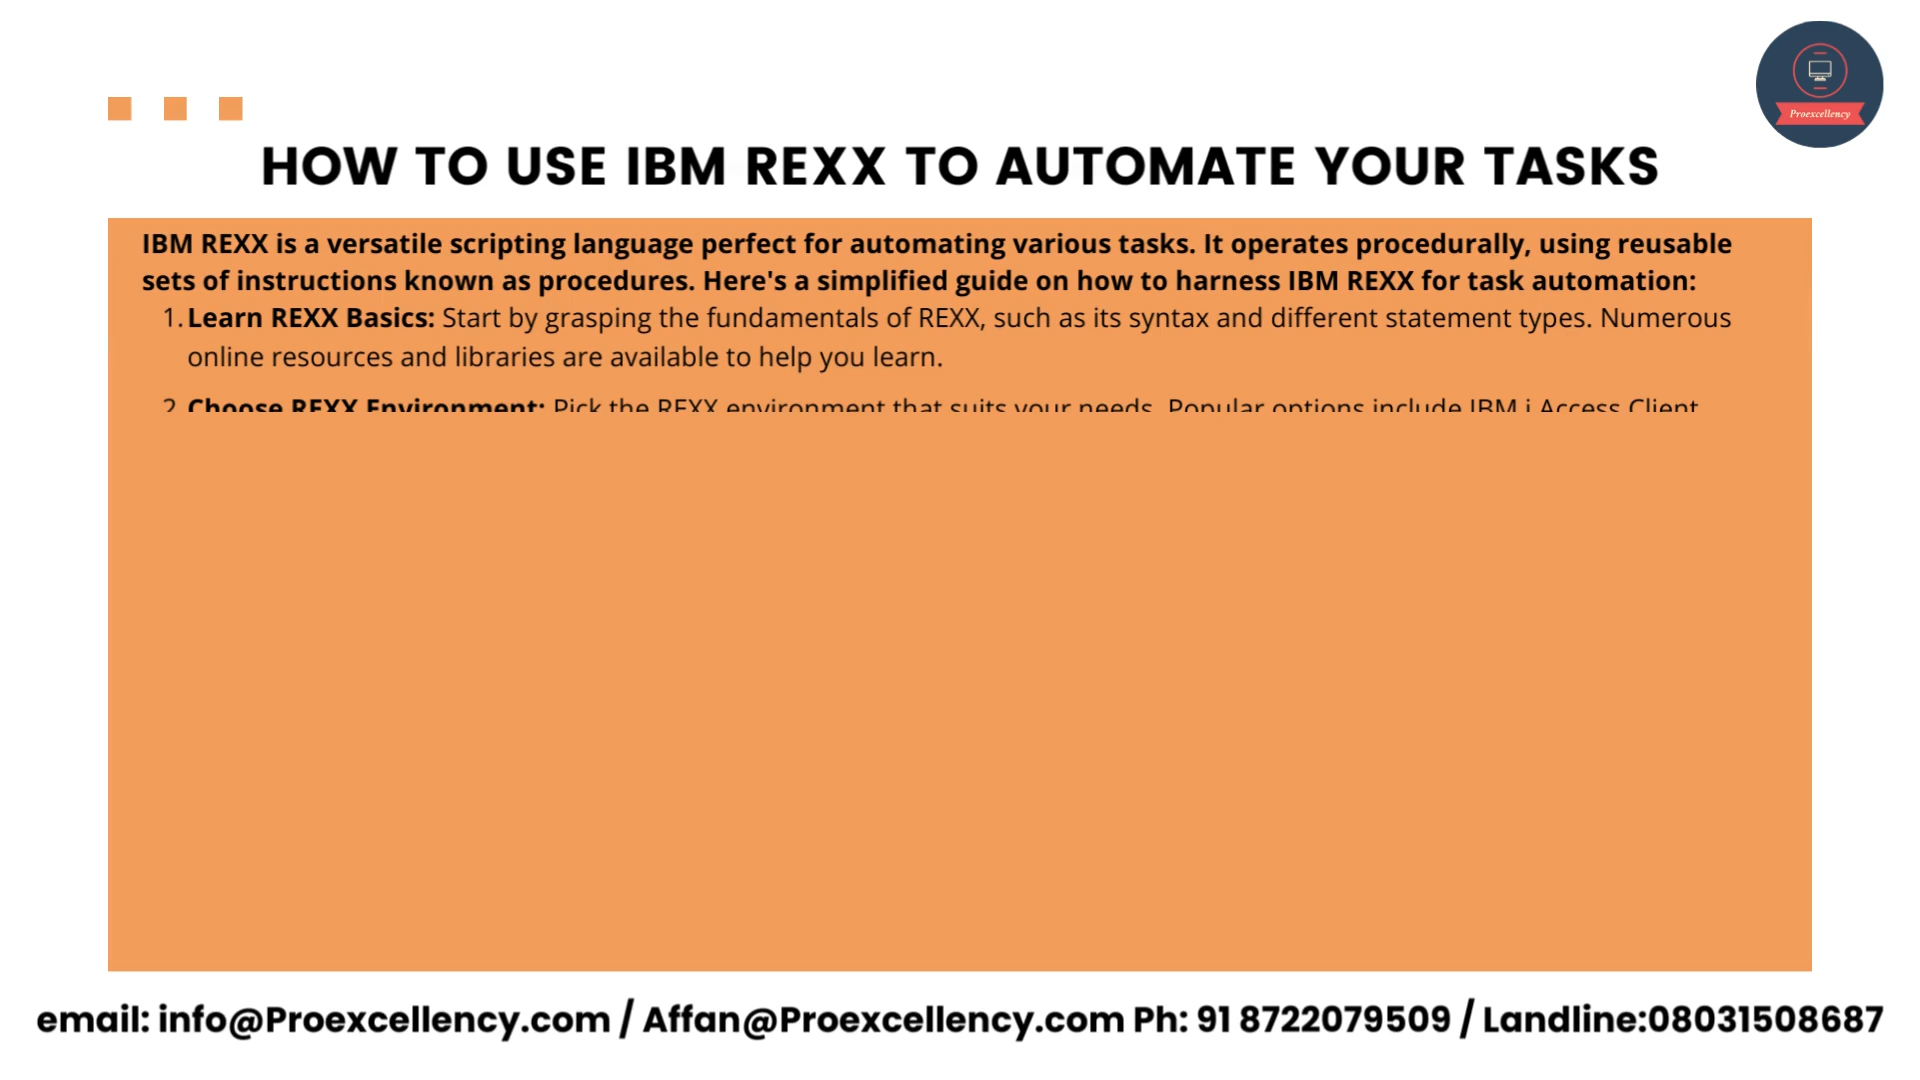 Proexcellency
HOW TO USE IBM REXX TO AUTOMATE YOUR TASKS
IBM REXX is a versatile scripting language perfect for automating various tasks. It operates procedurally, using reusable
sets of instructions known as procedures. Here's a simplified guide on how to harness IBM REXX for task automation:
1. Learn REXX Basics: Start by grasping the fundamentals of REXX, such as its syntax and different statement types. Numerous
online resources and libraries are available to help you learn.
2. Choose REXX Environment: Pick the REXX environment that suits your needs. Popular options include IBM i Access Client
email: info@Proexcellency.com / Affan@Proexcellency.com Ph: 91 8722079509 / Landline:08031508687